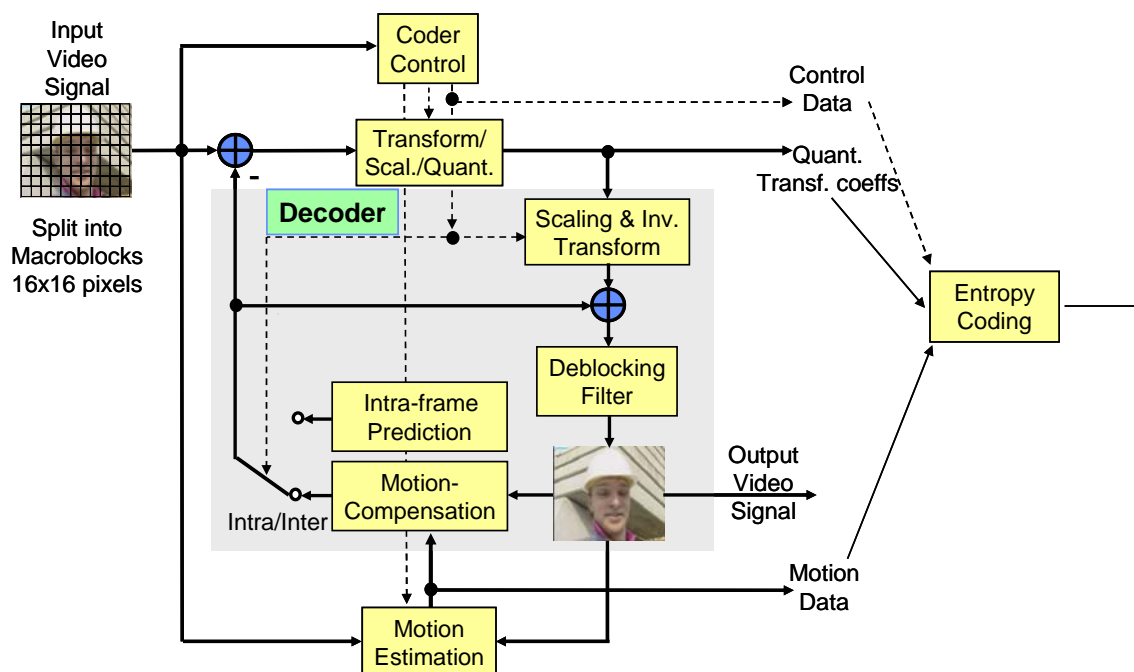 Input
Video
Signal
Coder
Control
Control
Data
Transform/
Scal./Quant.
-
Quant.
Transf. coeffs
Split into
Macroblocks
16x16 pixels
Decoder
Scaling & Inv.
Transform
Entropy
Coding
Deblocking
Filter
Intra-frame
Prediction
Motion-
Compensation
Intra/Inter
Output
Video
Signal
Motion
Data
Motion
Estimation